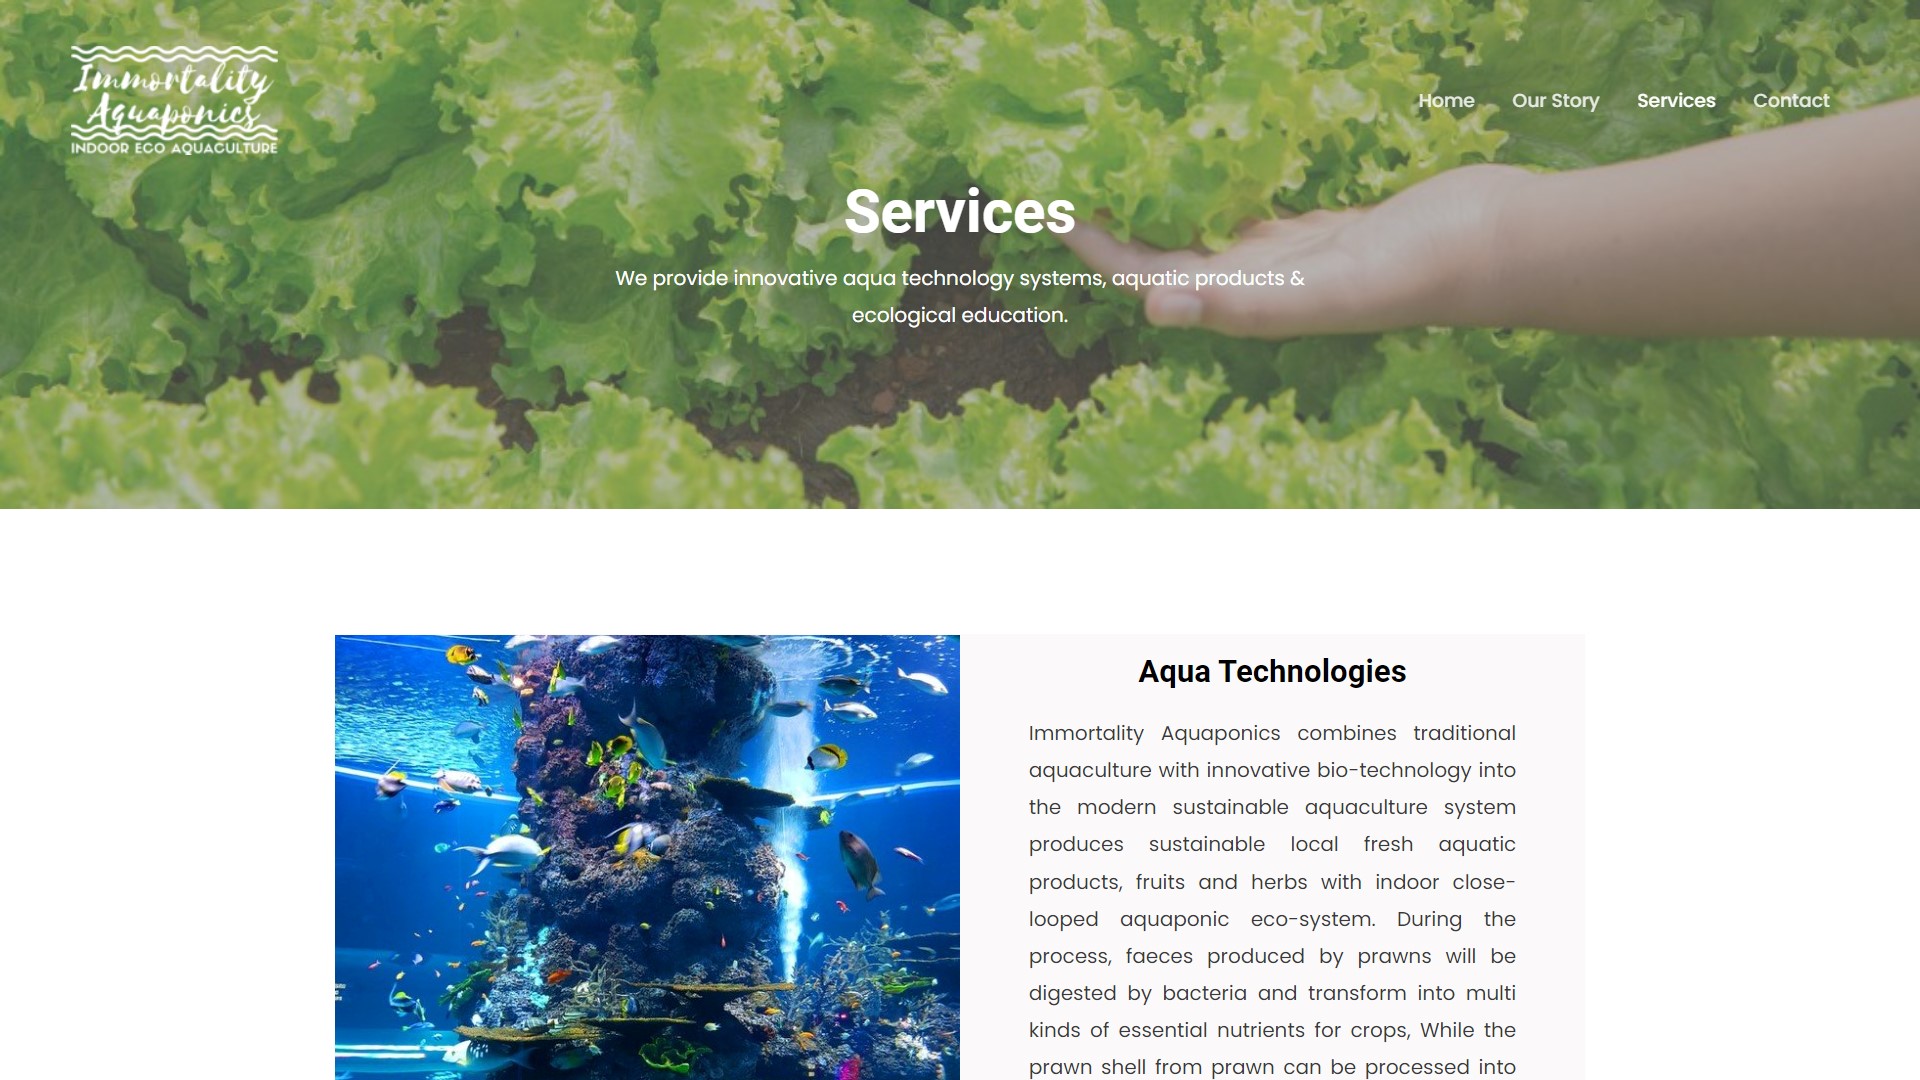 Immortality
Aquaponics
INDOOR ECO AQUACULTURE
Home Our Story Services Contact
Services
We provide innovative aqua technology systems, aquatic products &
ecological education.
Aqua Technologies
Immortality Aquaponics combines traditional
aquaculture with innovative bio-technology into
the modern sustainable aquaculture system
produces sustainable local fresh aquatic
products, fruits and herbs with indoor close-
looped aquaponic eco-system. During the
process, faeces produced by prawns will be
digested by bacteria and transform into multi
kinds of essential nutrients for crops, While the
prawn shell from prawn can be processed into